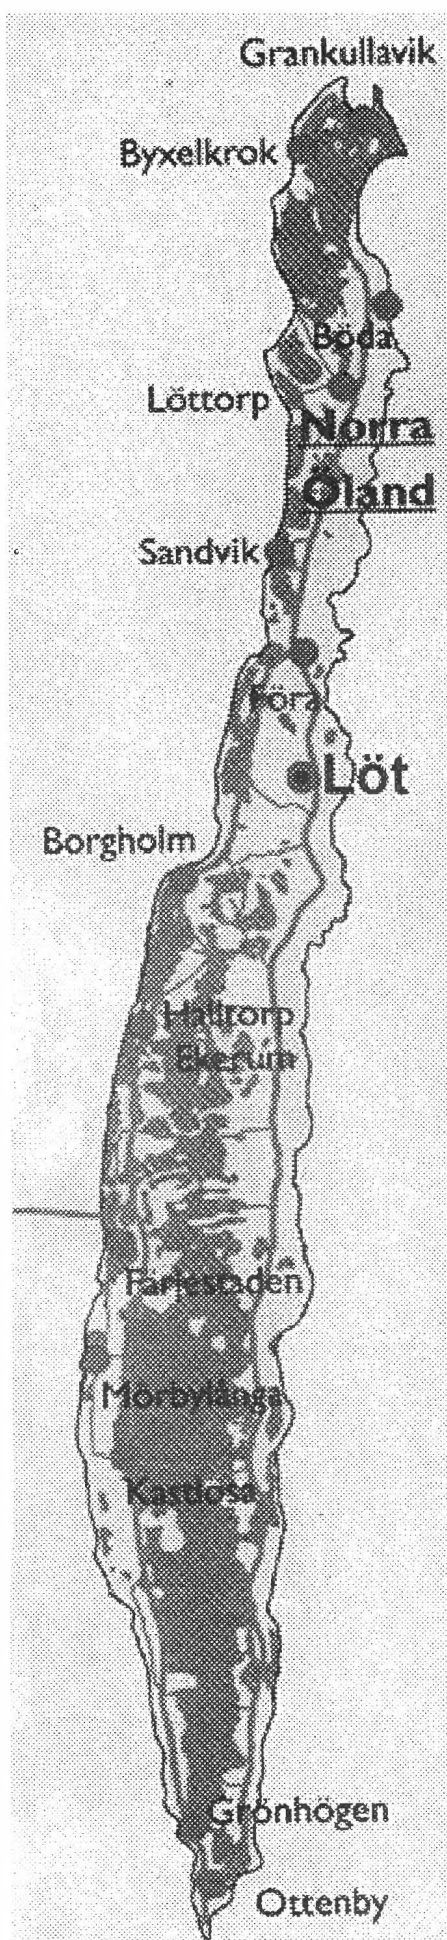 Grankullavik
Byxelkrok
Böda
Löttorp
Norra
Öland
Sandvik
Föra
Löt
Borgholm
Halltorp
Ekerum
Färjestaden
Mörbylånga
Kastlösa
Grönhögen
Ottenby